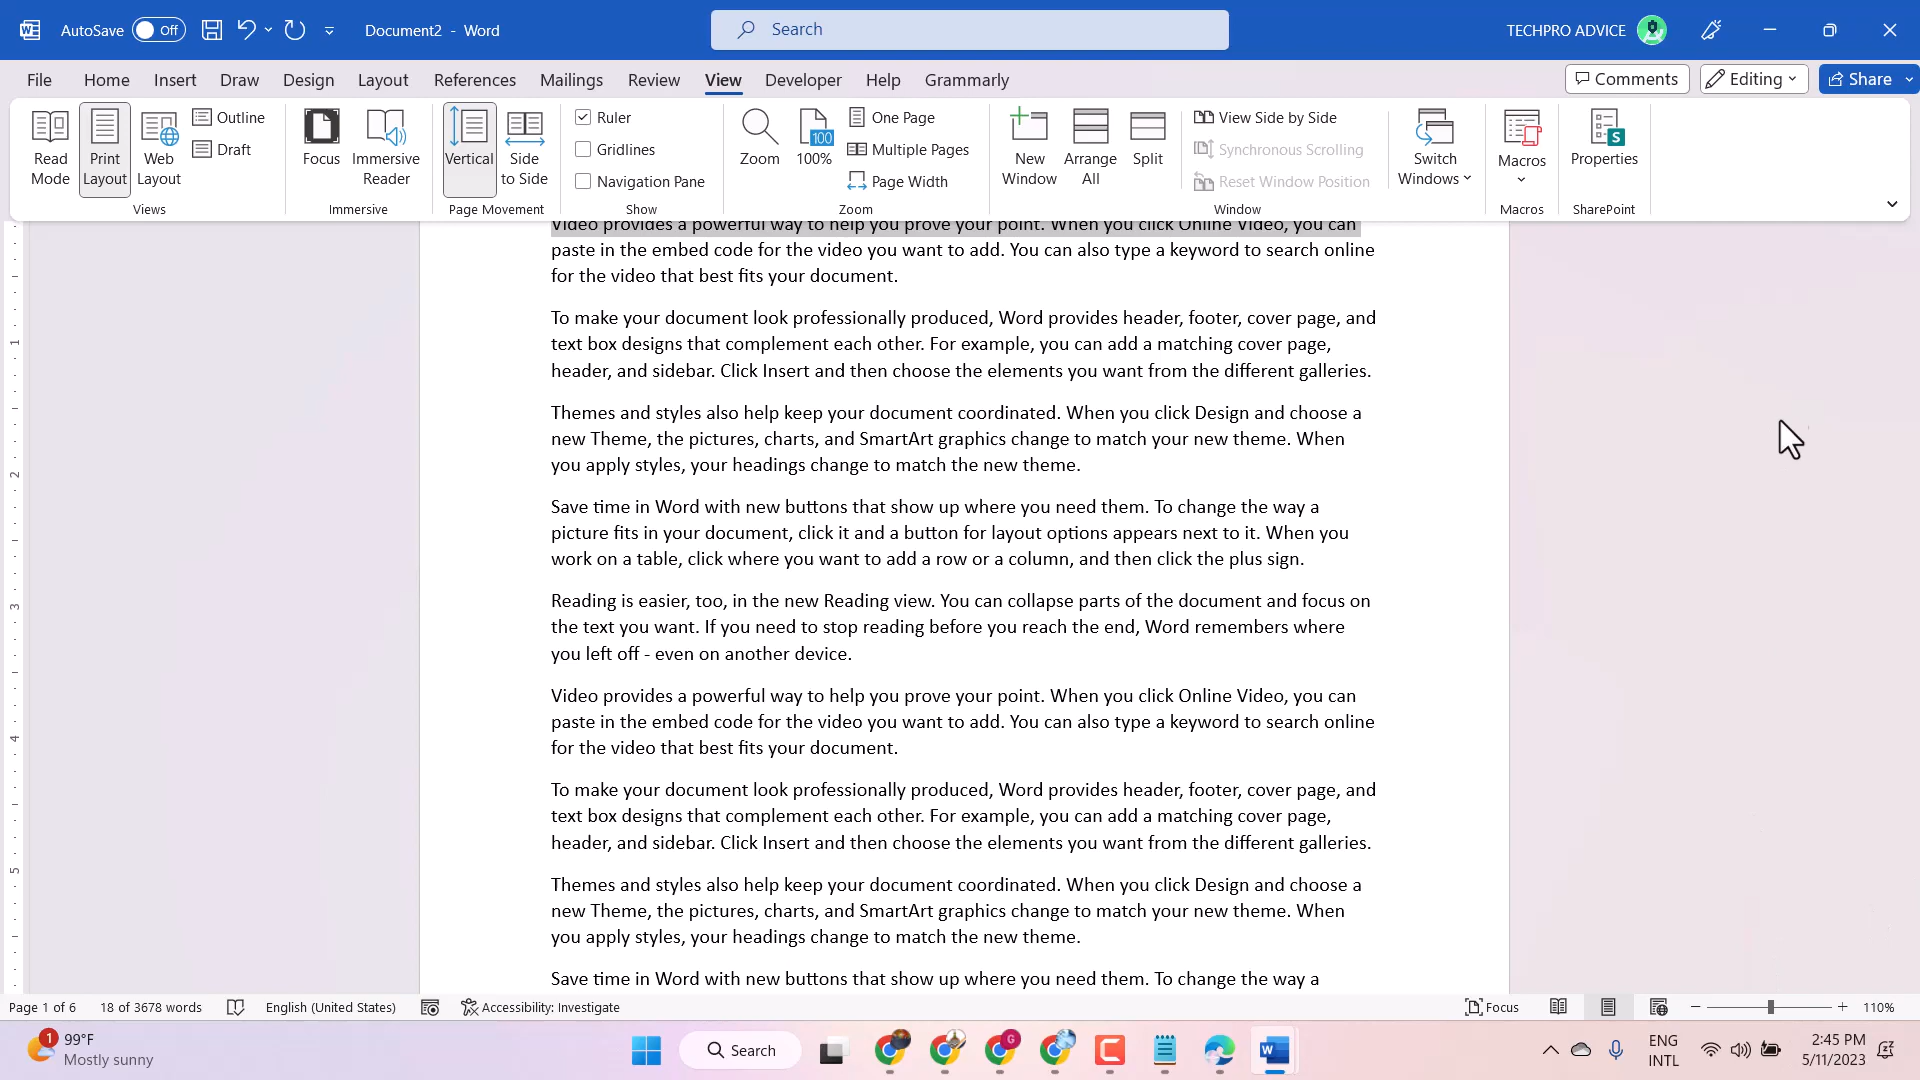 AutoSave Off Document2 - Word Search TECHPRO ADVICE
File Home Insert Draw Design Layout References Mailings Review View Developer Help Grammarly Comments Editing Share
Read Mode
Print Layout
Web Layout
Outline
Draft
Views
Focus
Immersive Reader
Immersive
Vertical
Side to Side
Page Movement
Ruler
Gridlines
Navigation Pane
Show
Zoom
100
100%
One Page
Multiple Pages
Page Width
Zoom
New Window
Arrange All
Split
View Side by Side
Synchronous Scrolling
Reset Window Position
Switch Windows
Window
Macros
Macros
Properties
SharePoint
Video provides a powerful way to help you prove your point. When you click Online Video, you can
paste in the embed code for the video you want to add. You can also type a keyword to search online
for the video that best fits your document.
To make your document look professionally produced, Word provides header, footer, cover page, and
text box designs that complement each other. For example, you can add a matching cover page,
header, and sidebar. Click Insert and then choose the elements you want from the different galleries.
Themes and styles also help keep your document coordinated. When you click Design and choose a
new Theme, the pictures, charts, and SmartArt graphics change to match your new theme. When
you apply styles, your headings change to match the new theme.
Save time in Word with new buttons that show up where you need them. To change the way a
picture fits in your document, click it and a button for layout options appears next to it. When you
work on a table, click where you want to add a row or a column, and then click the plus sign.
Reading is easier, too, in the new Reading view. You can collapse parts of the document and focus on
the text you want. If you need to stop reading before you reach the end, Word remembers where
you left off - even on another device.
Video provides a powerful way to help you prove your point. When you click Online Video, you can
paste in the embed code for the video you want to add. You can also type a keyword to search online
for the video that best fits your document.
To make your document look professionally produced, Word provides header, footer, cover page, and
text box designs that complement each other. For example, you can add a matching cover page,
header, and sidebar. Click Insert and then choose the elements you want from the different galleries.
Themes and styles also help keep your document coordinated. When you click Design and choose a
new Theme, the pictures, charts, and SmartArt graphics change to match your new theme. When
you apply styles, your headings change to match the new theme.
Save time in Word with new buttons that show up where you need them. To change the way a
1
2
3
4
5
Page 1 of 6 18 of 3678 words English (United States) Accessibility: Investigate Focus 110%
1
99°F
Mostly sunny
Search
G
ENG
INTL
2:45 PM
5/11/2023